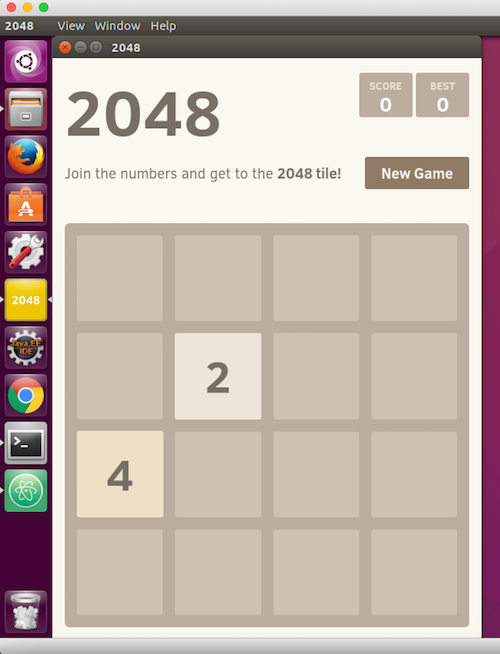 2048 View Window Help
2048
2048
SCORE BEST
0 0
Join the numbers and get to the 2048 tile!
New Game
2048
Java EE
IDE
2
4